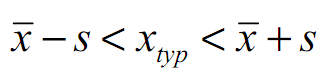 x̄ − s < x_typ < x̄ + s